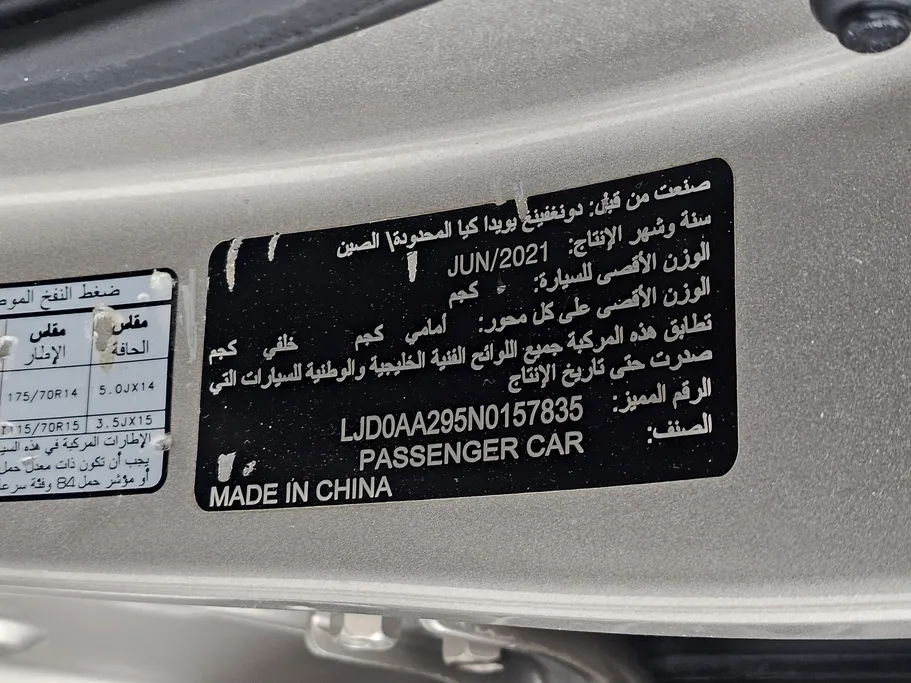 صنعت من قبل: دونغفينغ يويدا كيا المحدودة\ الصين
سنة وشهر الإنتاج: JUN/2021
الوزن الأقصى للسيارة: كجم
الوزن الأقصى على كل محور: أمامي كجم خلفي كجم
تطابق هذه المركبة جميع اللوائح الفنية الخليجية والوطنية للسيارات التي
صدرت حتى تاريخ الإنتاج
الرقم المميز: LJD0AA295N0157835
الصنف: PASSENGER CAR
MADE IN CHINA
ضغط النفخ
مقاس الحافة مقاس الإطار
5.0JX14 175/70R14
3.5JX15 115/70R15
الإطارات المركبة في هذه
يجب أن تكون ذات معدل حمل
أو مؤشر حمل 84 وفئة